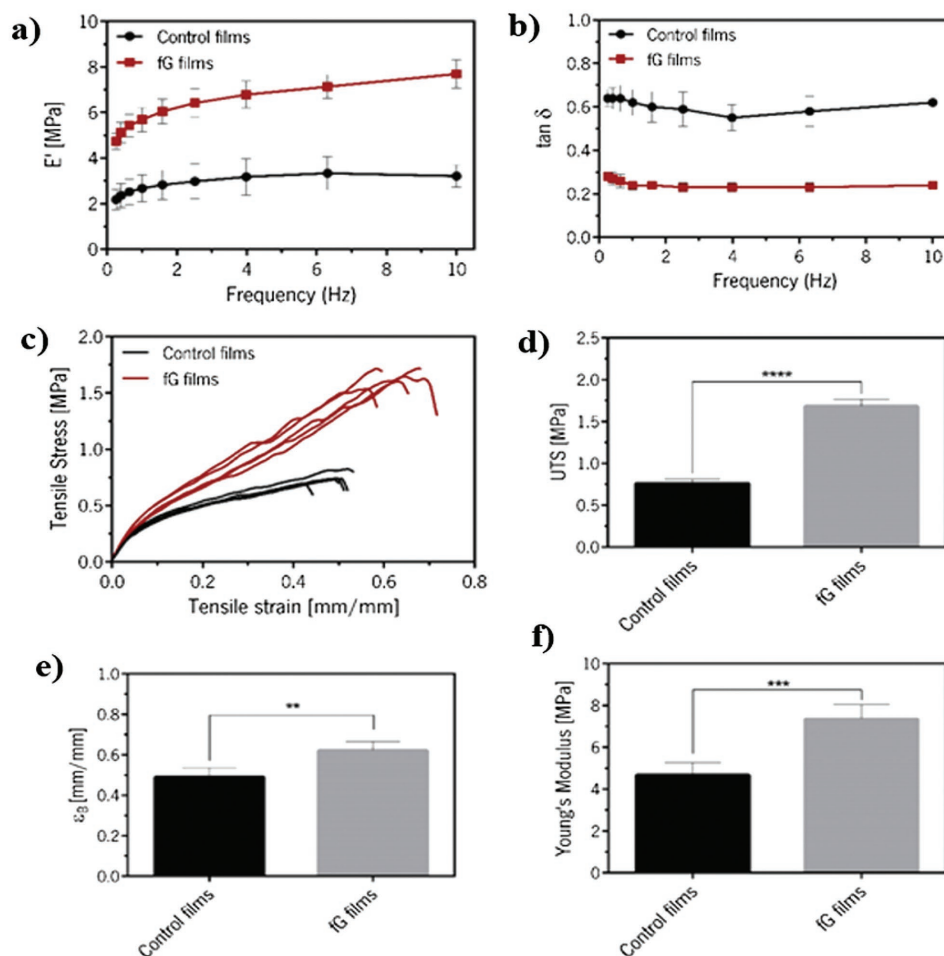 a)
Control films
fG films
E' [MPa]
10
8
6
4
2
0
0 2 4 6 8 10
Frequency (Hz)
b)
Control films
fG films
tan δ
1.0
0.8
0.6
0.4
0.2
0.0
0 2 4 6 8 10
Frequency (Hz)
c)
Control films
fG films
Tensile Stress [MPa]
2.0
1.5
1.0
0.5
0.0
0.0 0.2 0.4 0.6 0.8
Tensile strain [mm/mm]
d)
UTS [MPa]
2.5
2.0
1.5
1.0
0.5
0.0
****
Control films
fG films
e)
εB [mm/mm]
1.0
0.8
0.6
0.4
0.2
0.0
**
Control films
fG films
f)
Young's Modulus [MPa]
10
8
6
4
2
0
***
Control films
fG films